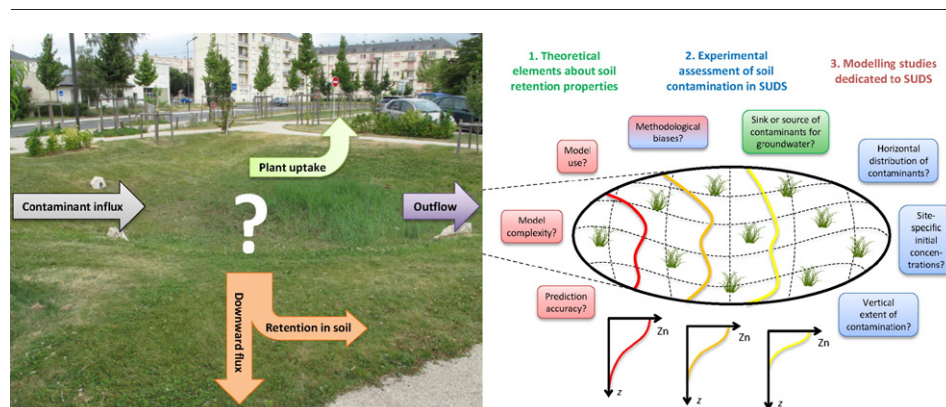 Plant uptake
Contaminant influx
Outflow
?
Downward flux
Retention in soil
1. Theoretical
elements about soil
retention properties
2. Experimental
assessment of soil
contamination in SUDS
3. Modelling studies
dedicated to SUDS
Methodological
biases?
Sink or source of
contaminants for
groundwater?
Model
use?
Horizontal
distribution of
contaminants?
Model
complexity?
Site-
specific
initial
concen-
trations?
Prediction
accuracy?
Vertical
extent of
contamination?
Zn
Zn
Zn
z
z
z